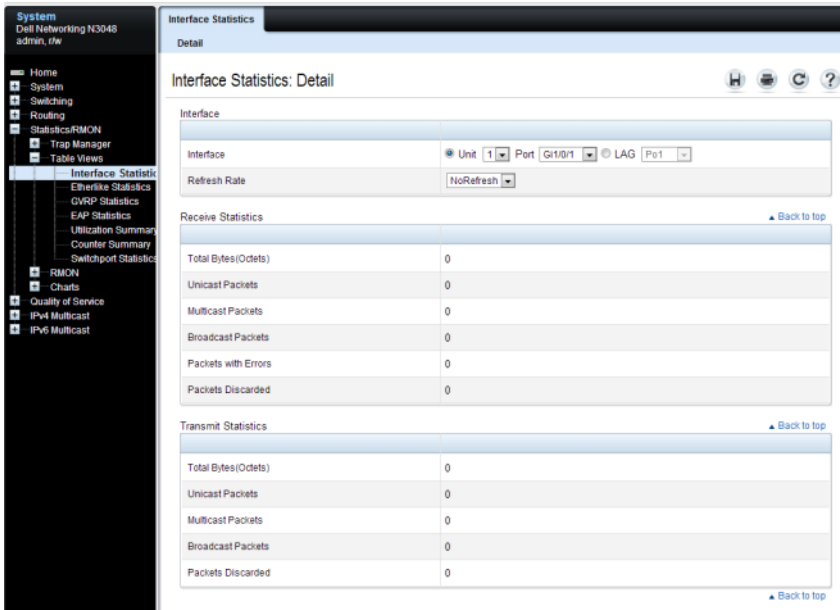 System
Dell Networking N3048
admin, r/w
Home
System
Switching
Routing
Statistics/RMON
Trap Manager
Table Views
Interface Statistic
Etherlike Statistics
GVRP Statistics
EAP Statistics
Utilization Summary
Counter Summary
Switchport Statistics
RMON
Charts
Quality of Service
IPv4 Multicast
IPv6 Multicast
Interface Statistics
Detail
Interface Statistics: Detail
?
Interface
Interface Unit 1 Port Gi1/0/1 LAG Po1
Refresh Rate NoRefresh
Receive Statistics Back to top
Total Bytes(Octets) 0
Unicast Packets 0
Multicast Packets 0
Broadcast Packets 0
Packets with Errors 0
Packets Discarded 0
Transmit Statistics Back to top
Total Bytes(Octets) 0
Unicast Packets 0
Multicast Packets 0
Broadcast Packets 0
Packets Discarded 0
Back to top